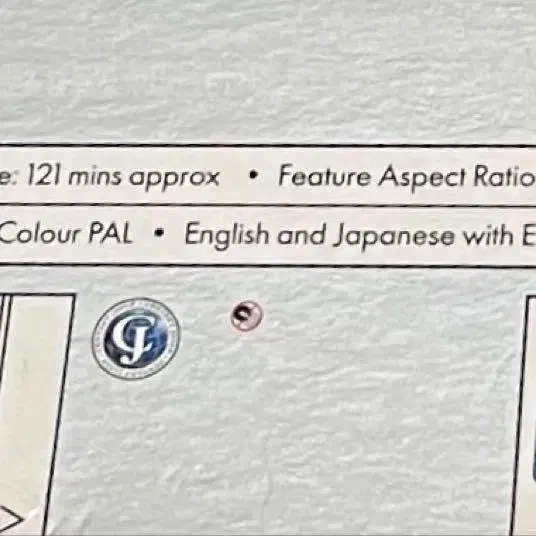 e: 121 mins approx • Feature Aspect Ratio
Colour PAL • English and Japanese with E